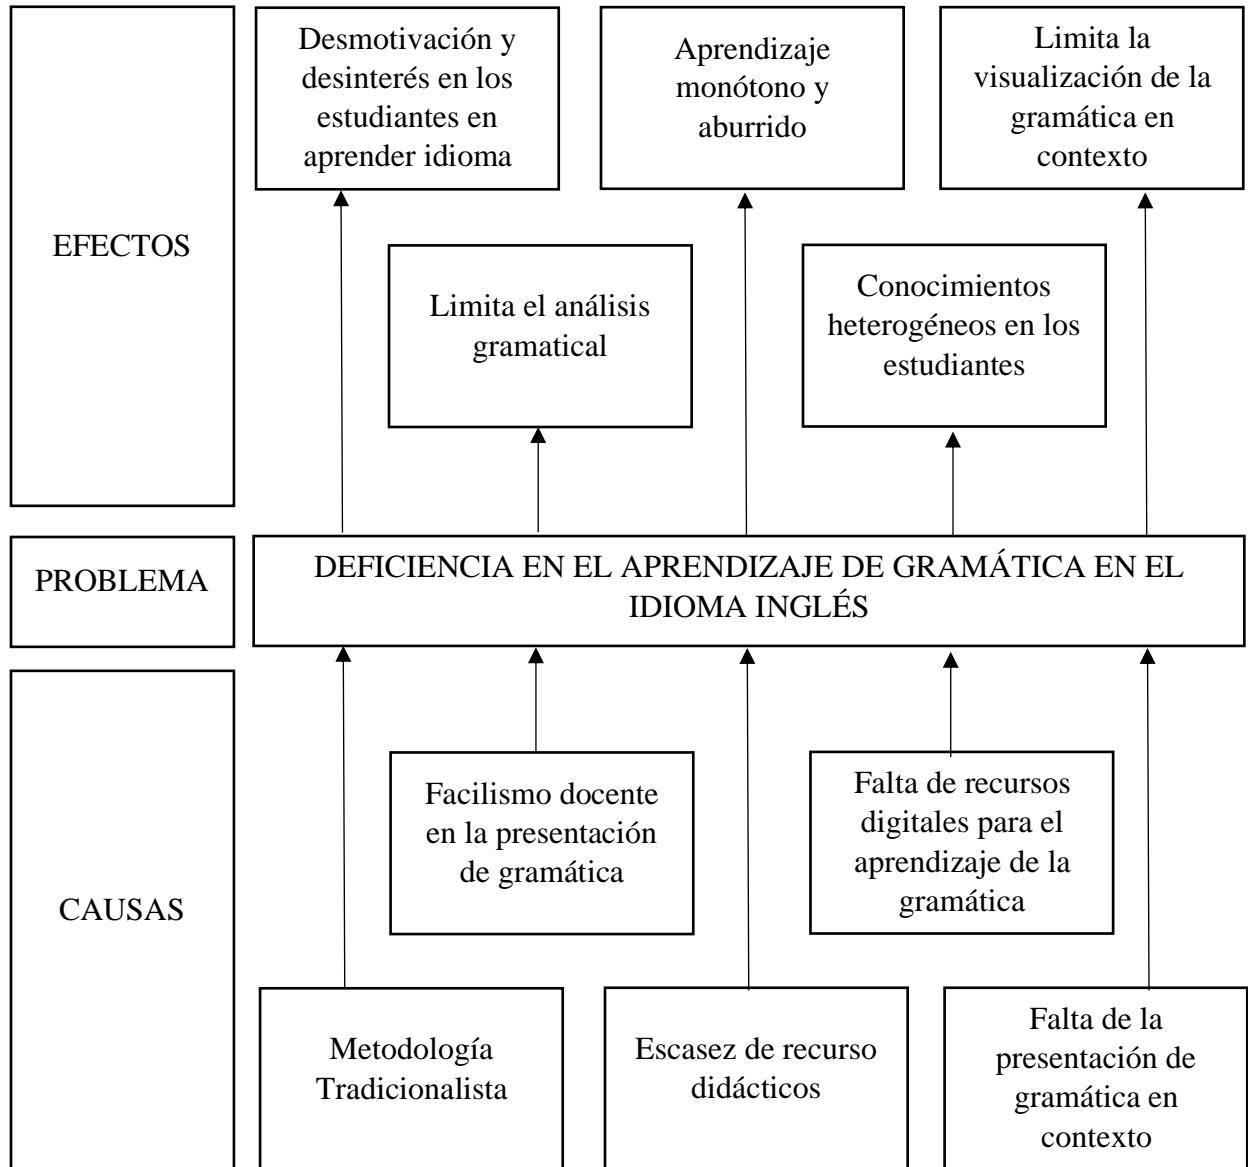 Desmotivación y
desinterés en los
estudiantes en
aprender idioma
Aprendizaje
monótono y
aburrido
Limita la
visualización de la
gramática en
contexto
EFECTOS
Limita el análisis
gramatical
Conocimientos
heterogéneos en los
estudiantes
PROBLEMA
DEFICIENCIA EN EL APRENDIZAJE DE GRAMÁTICA EN EL
IDIOMA INGLÉS
CAUSAS
Facilismo docente
en la presentación
de gramática
Falta de recursos
digitales para el
aprendizaje de la
gramática
Metodología
Tradicionalista
Escasez de recurso
didácticos
Falta de la
presentación de
gramática en
contexto